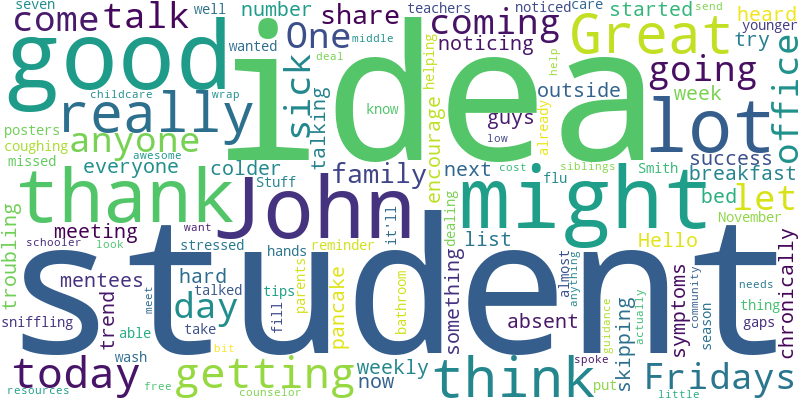 seven
well
number
share
coming
teachers
noticed
care
started
heard
come
talk
One
wanted
middle
noticing
send
Great
younger
try
good
idea
deal
sick
helping
help
going
office
childcare
wrap
know
talking
outside
week
really
guys
already
lot
posters
anyone
encourage
low
coughing
awesome
success
missed
everyone
colder
family
next
flu
cost
siblings
Smith
breakfast
thank
Stuff
John
it'll
list
might
bed
let
November
troubling
meeting
want
dealing
Hello
schooler
look
stressed
hands
reminder
student
mentees
hard
talked
tips
parents
pancake
bathroom
something
almost
anything
symptoms
community
season
needs
chronically
trend
meet
day
fill
absent
thing
gaps
sniffling
able
take
wash
spoke
guidance
actually
skipping
today
getting
bit
weekly
now
think
put
Fridays
resources
free
counselor
little